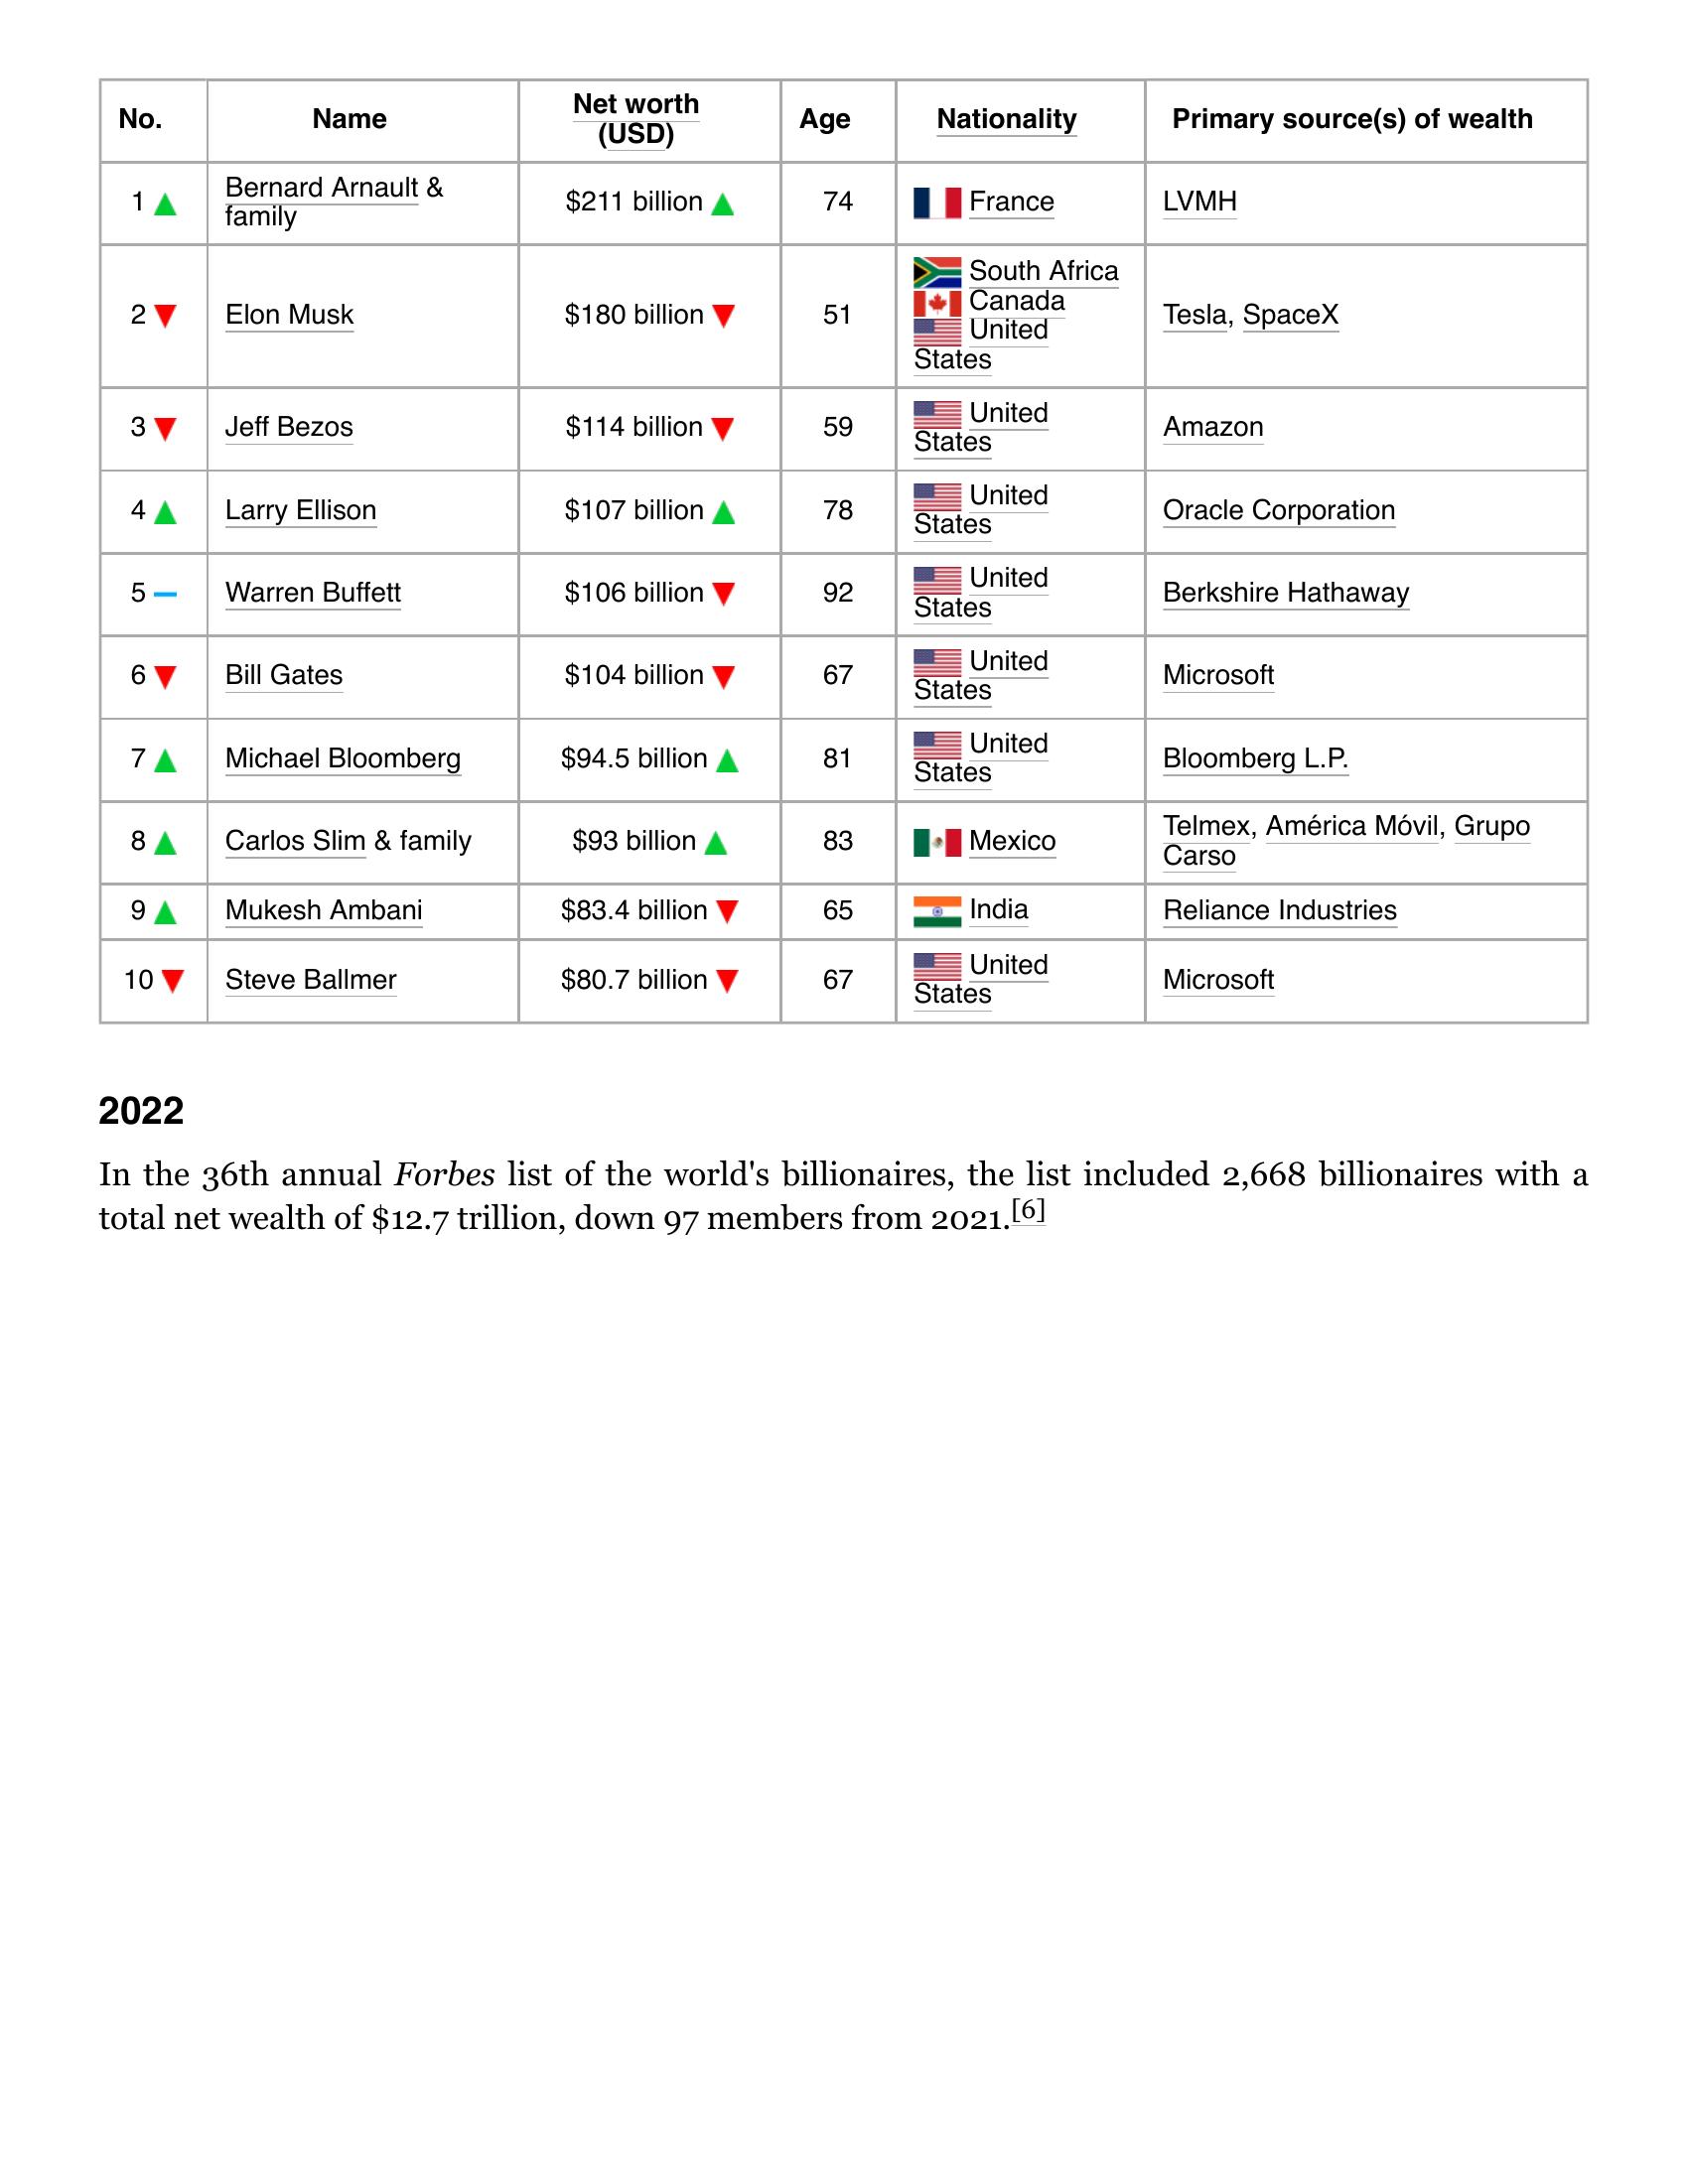 No. Name Net worth (USD) Age Nationality Primary source(s) of wealth
1 ▲ Bernard Arnault & family $211 billion ▲ 74 France LVMH
2 ▼ Elon Musk $180 billion ▼ 51 South Africa Canada United States Tesla, SpaceX
3 ▼ Jeff Bezos $114 billion ▼ 59 United States Amazon
4 ▲ Larry Ellison $107 billion ▲ 78 United States Oracle Corporation
5 Warren Buffett $106 billion ▼ 92 United States Berkshire Hathaway
6 ▼ Bill Gates $104 billion ▼ 67 United States Microsoft
7 ▲ Michael Bloomberg $94.5 billion ▲ 81 United States Bloomberg L.P.
8 ▲ Carlos Slim & family $93 billion ▲ 83 Mexico Telmex, América Móvil, Grupo Carso
9 ▲ Mukesh Ambani $83.4 billion ▼ 65 India Reliance Industries
10 ▼ Steve Ballmer $80.7 billion ▼ 67 United States Microsoft
2022
In the 36th annual Forbes list of the world's billionaires, the list included 2,668 billionaires with a
total net wealth of $12.7 trillion, down 97 members from 2021.[6]